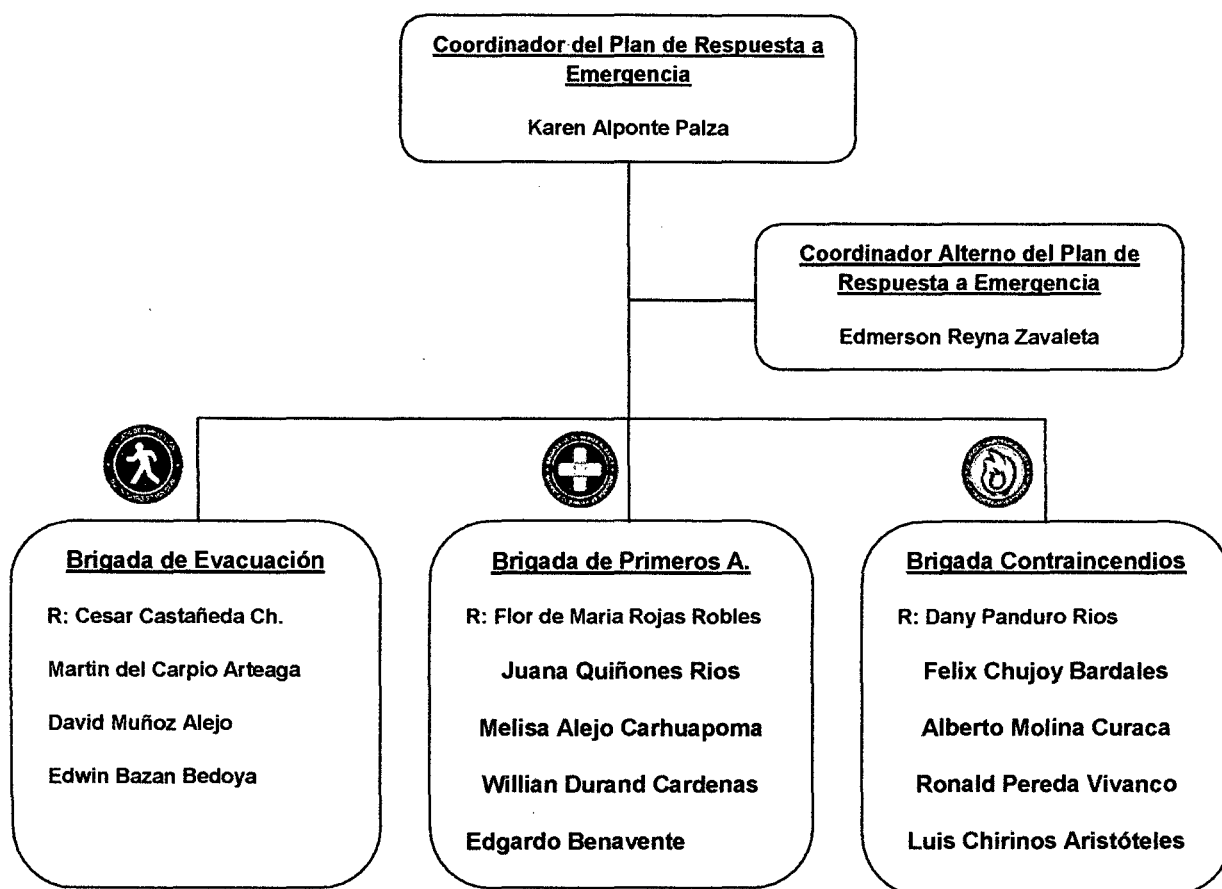 Coordinador del Plan de Respuesta a
Emergencia
Karen Alponte Palza
Coordinador Alterno del Plan de
Respuesta a Emergencia
Edmerson Reyna Zavaleta
Brigada de Evacuación
R: Cesar Castañeda Ch.
Martin del Carpio Arteaga
David Muñoz Alejo
Edwin Bazan Bedoya
Brigada de Primeros A.
R: Flor de Maria Rojas Robles
Juana Quiñones Rios
Melisa Alejo Carhuapoma
Willian Durand Cardenas
Edgardo Benavente
Brigada Contraincendios
R: Dany Panduro Rios
Felix Chujoy Bardales
Alberto Molina Curaca
Ronald Pereda Vivanco
Luis Chirinos Aristóteles